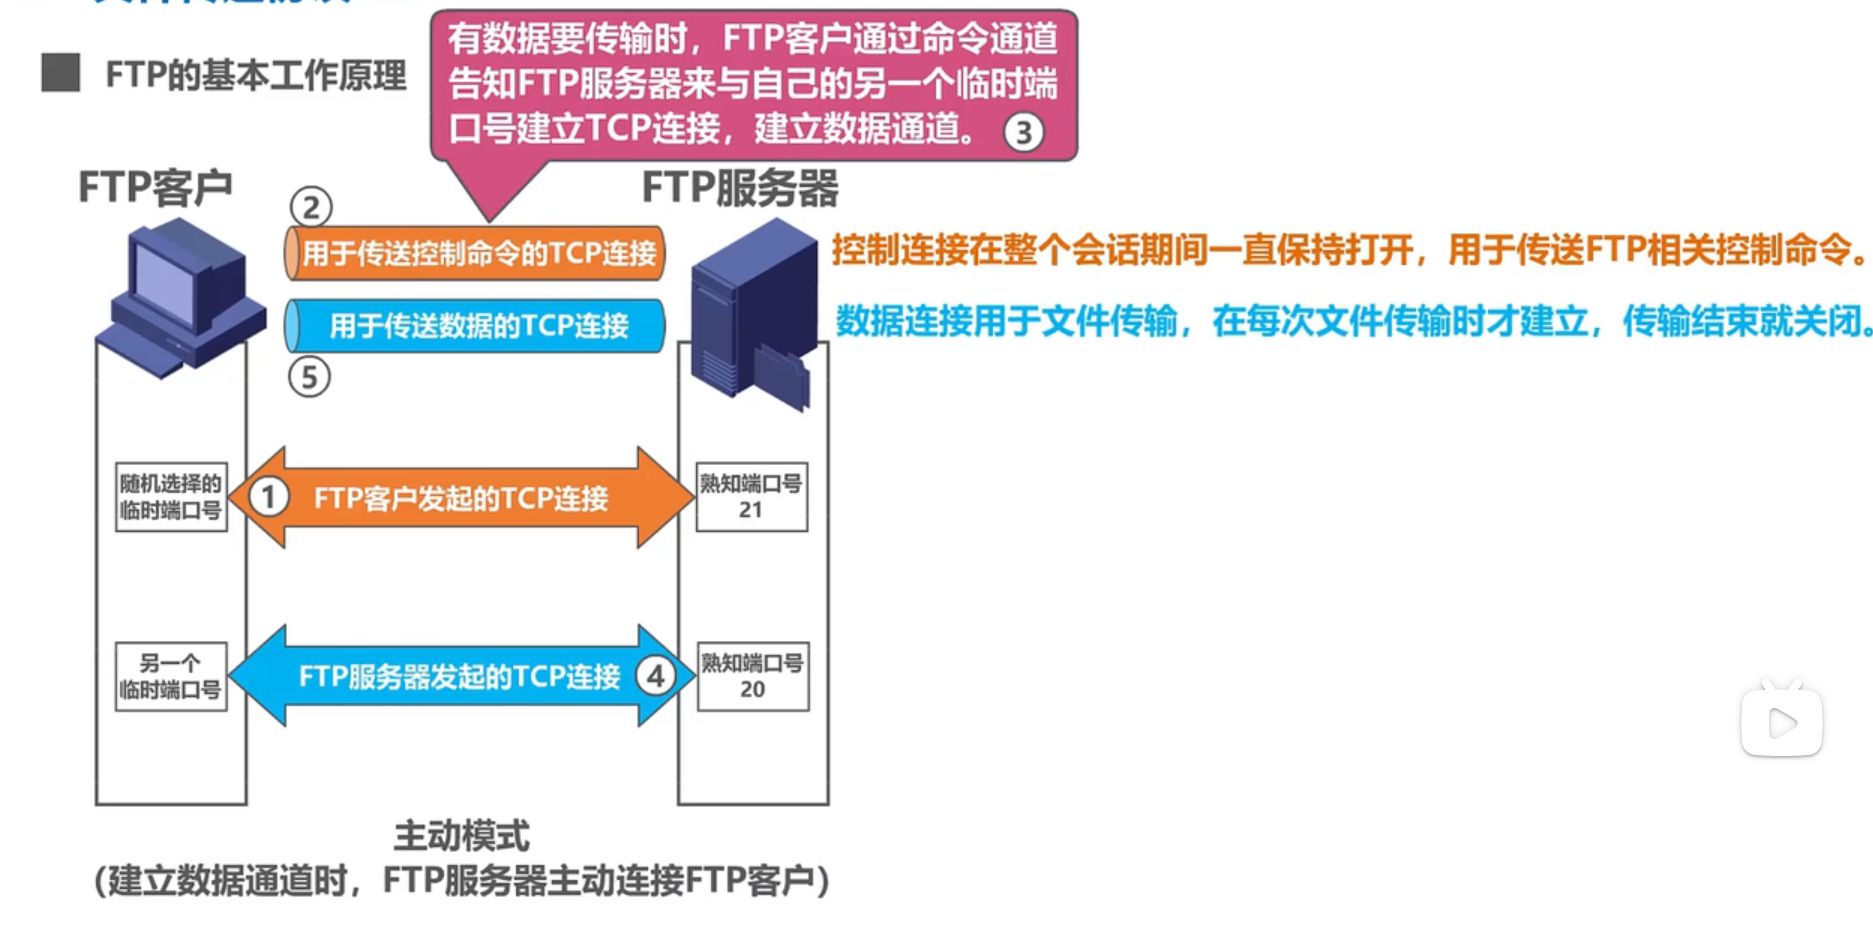 FTP的基本工作原理
有数据要传输时，FTP客户通过命令通道
告知FTP服务器来与自己的另一个临时端
口号建立TCP连接，建立数据通道。 ③
FTP客户
FTP服务器
②
用于传送控制命令的TCP连接
控制连接在整个会话期间一直保持打开，用于传送FTP相关控制命令。
用于传送数据的TCP连接
数据连接用于文件传输，在每次文件传输时才建立，传输结束就关闭。
⑤
随机选择的
临时端口号
① FTP客户发起的TCP连接
熟知端口号
21
另一个
临时端口号
FTP服务器发起的TCP连接 ④
熟知端口号
20
主动模式
(建立数据通道时，FTP服务器主动连接FTP客户)